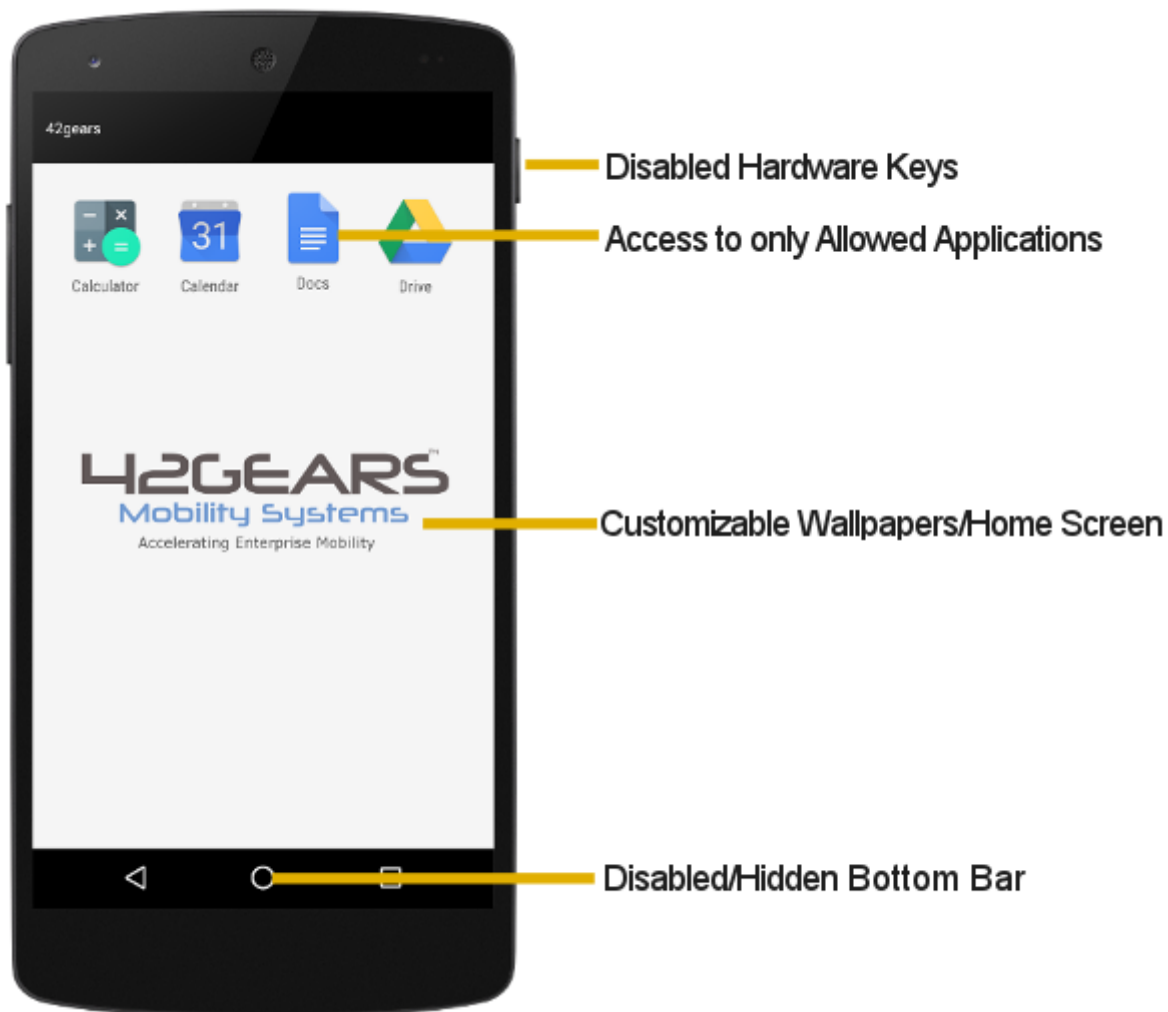 42gears
Disabled Hardware Keys
31
Access to only Allowed Applications
Calculator Calendar Docs Drive
42GEARS™
Mobility Systems
Accelerating Enterprise Mobility
Customizable Wallpapers/Home Screen
Disabled/Hidden Bottom Bar